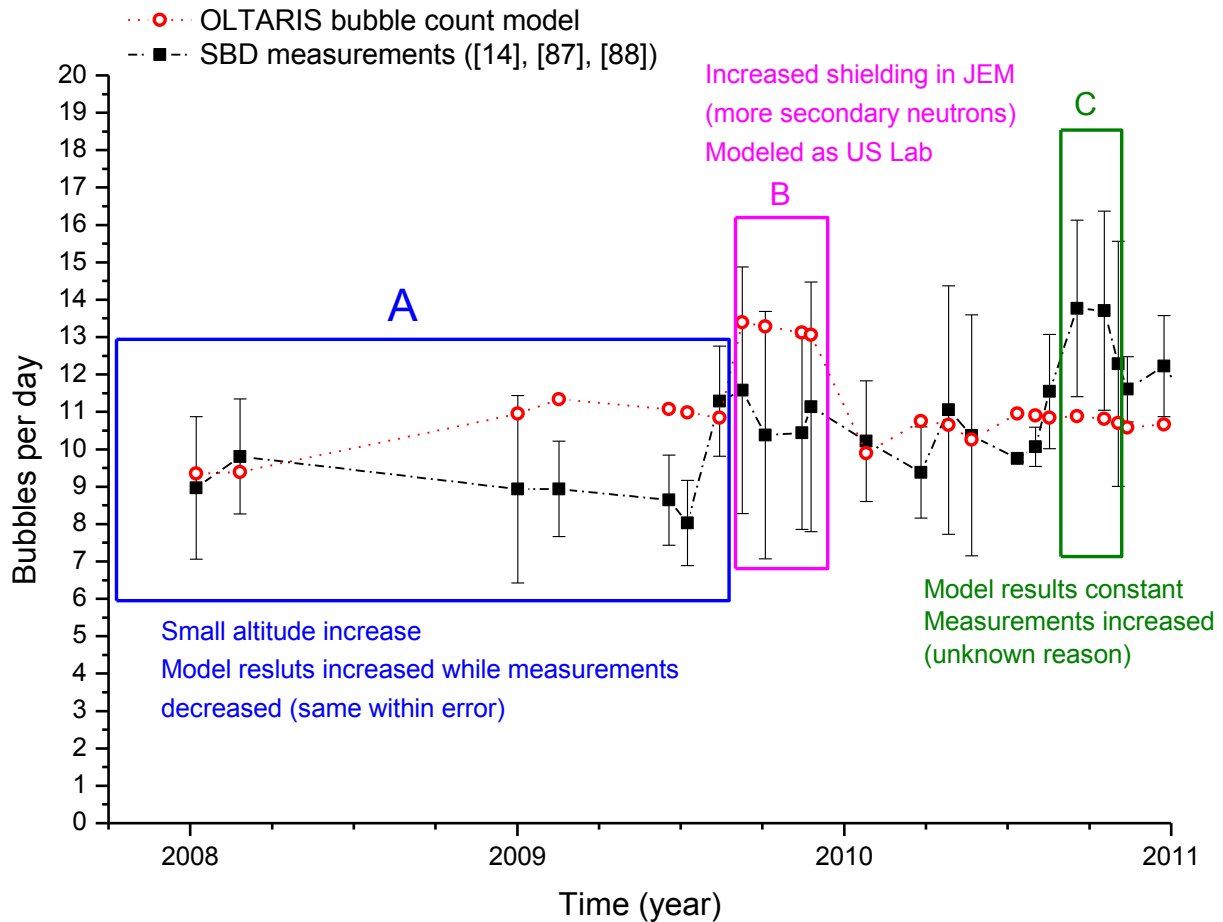 OLTARIS bubble count model
SBD measurements ([14], [87], [88])
20
19
18
17
16
15
14
13
12
11
10
9
8
7
6
5
4
3
2
1
0
Bubbles per day
A
Small altitude increase
Model resluts increased while measurements
decreased (same within error)
Increased shielding in JEM
(more secondary neutrons)
Modeled as US Lab
B
C
Model results constant
Measurements increased
(unknown reason)
2008
2009
2010
2011
Time (year)